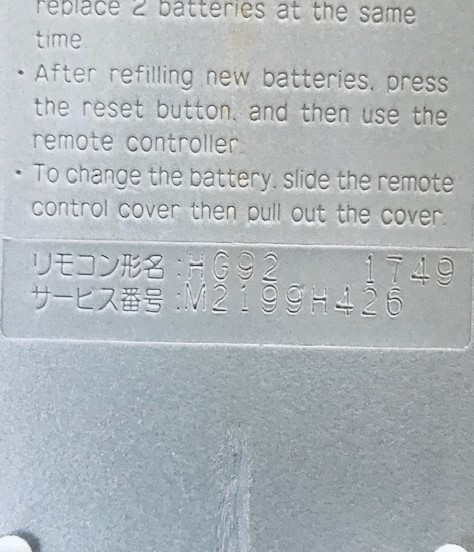 replace 2 batteries at the same
time.
・After refilling new batteries, press
the reset button, and then use the
remote controller.
・To change the battery, slide the remote
control cover then pull out the cover.
リモコン形名:HG92 1749
サービス番号:M2199H426